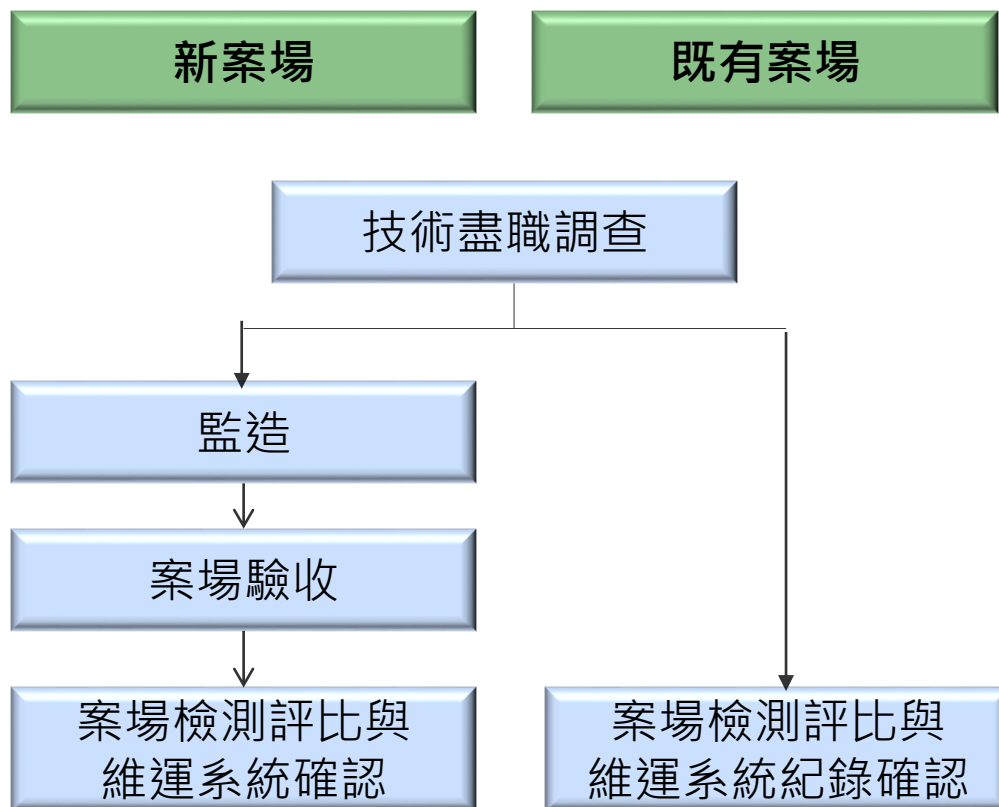 新案場
既有案場
技術盡職調查
監造
案場驗收
案場檢測評比與
維運系統確認
案場檢測評比與
維運系統紀錄確認